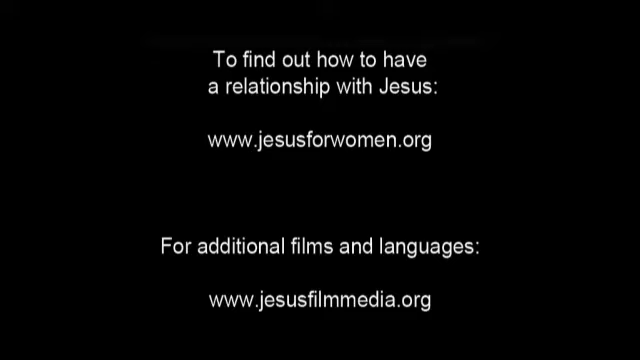 To find out how to have
a relationship with Jesus:
www.jesusforwomen.org
For additional films and languages:
www.jesusfilmmedia.org